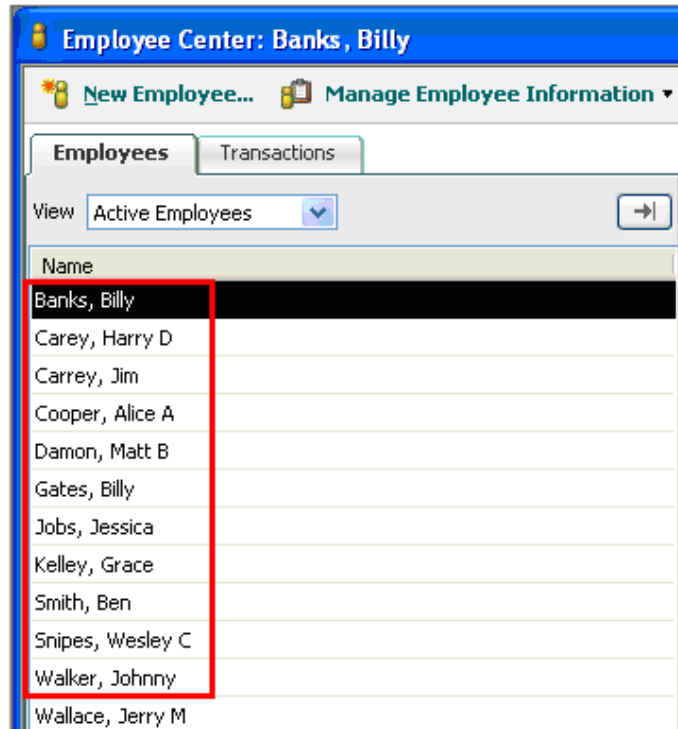 Employee Center: Banks, Billy
New Employee... Manage Employee Information
Employees Transactions
View Active Employees
Name
Banks, Billy
Carey, Harry D
Carrey, Jim
Cooper, Alice A
Damon, Matt B
Gates, Billy
Jobs, Jessica
Kelley, Grace
Smith, Ben
Snipes, Wesley C
Walker, Johnny
Wallace, Jerry M